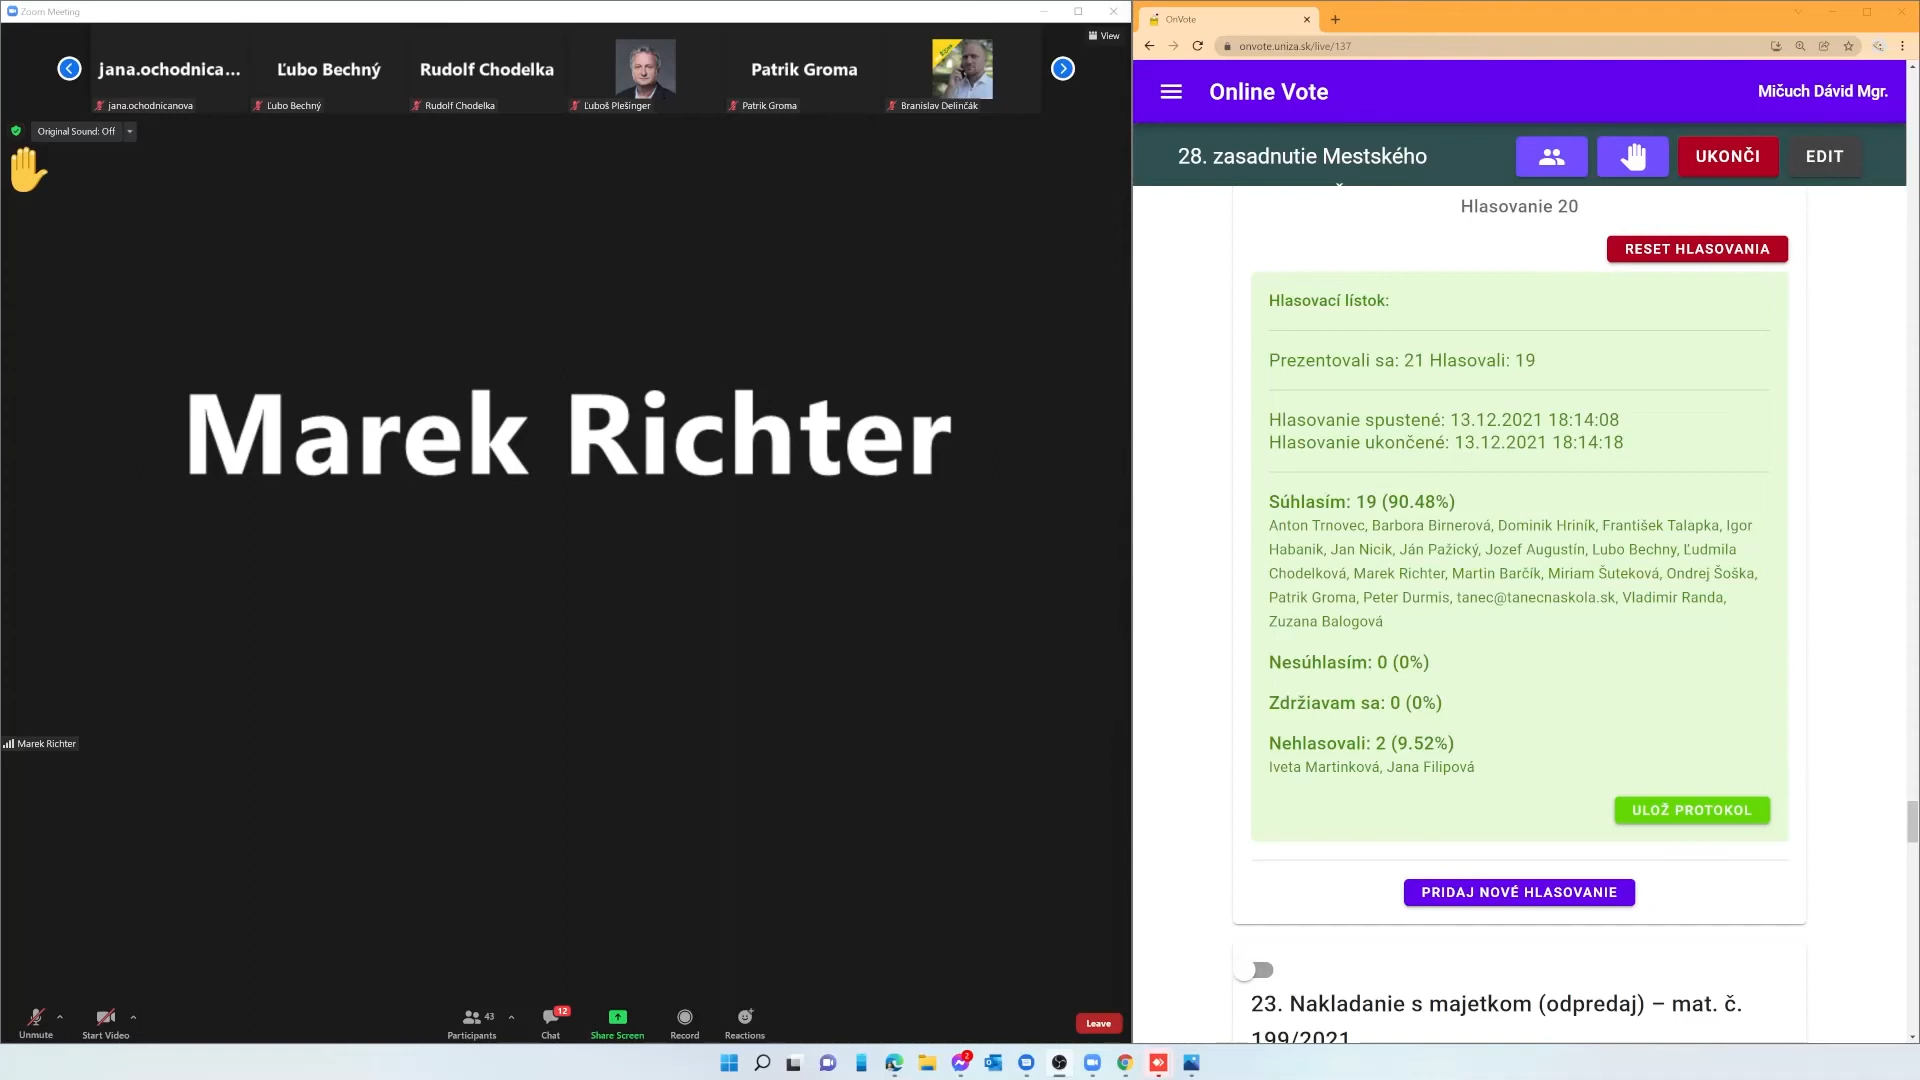 Zoom Meeting
View
jana.ochodnica...
Ľubo Bechný
Rudolf Chodelka
Patrik Groma
jana.ochodnicanova
Ľubo Bechný
Rudolf Chodelka
Ľuboš Plešinger
Patrik Groma
Branislav Delinčák
Original Sound: Off
Marek Richter
Marek Richter
Unmute
Start Video
43
Participants
12
Chat
Share Screen
Record
Reactions
Leave
OnVote
onvote.uniza.sk/live/137
Online Vote
Mičuch Dávid Mgr.
28. zasadnutie Mestského
UKONČI
EDIT
Hlasovanie 20
RESET HLASOVANIA
Hlasovací lístok:
Prezentovali sa: 21 Hlasovali: 19
Hlasovanie spustené: 13.12.2021 18:14:08
Hlasovanie ukončené: 13.12.2021 18:14:18
Súhlasím: 19 (90.48%)
Anton Trnovec, Barbora Birnerová, Dominik Hriník, František Talapka, Igor
Habanik, Jan Nicik, Ján Pažický, Jozef Augustín, Lubo Bechny, Ľudmila
Chodelková, Marek Richter, Martin Barčík, Miriam Šuteková, Ondrej Šoška,
Patrik Groma, Peter Durmis, tanec@tanecnaskola.sk, Vladimir Randa,
Zuzana Balogová
Nesúhlasím: 0 (0%)
Zdržiavam sa: 0 (0%)
Nehlasovali: 2 (9.52%)
Iveta Martinková, Jana Filipová
ULOŽ PROTOKOL
PRIDAJ NOVÉ HLASOVANIE
23. Nakladanie s majetkom (odpredaj) – mat. č.
199/2021
2